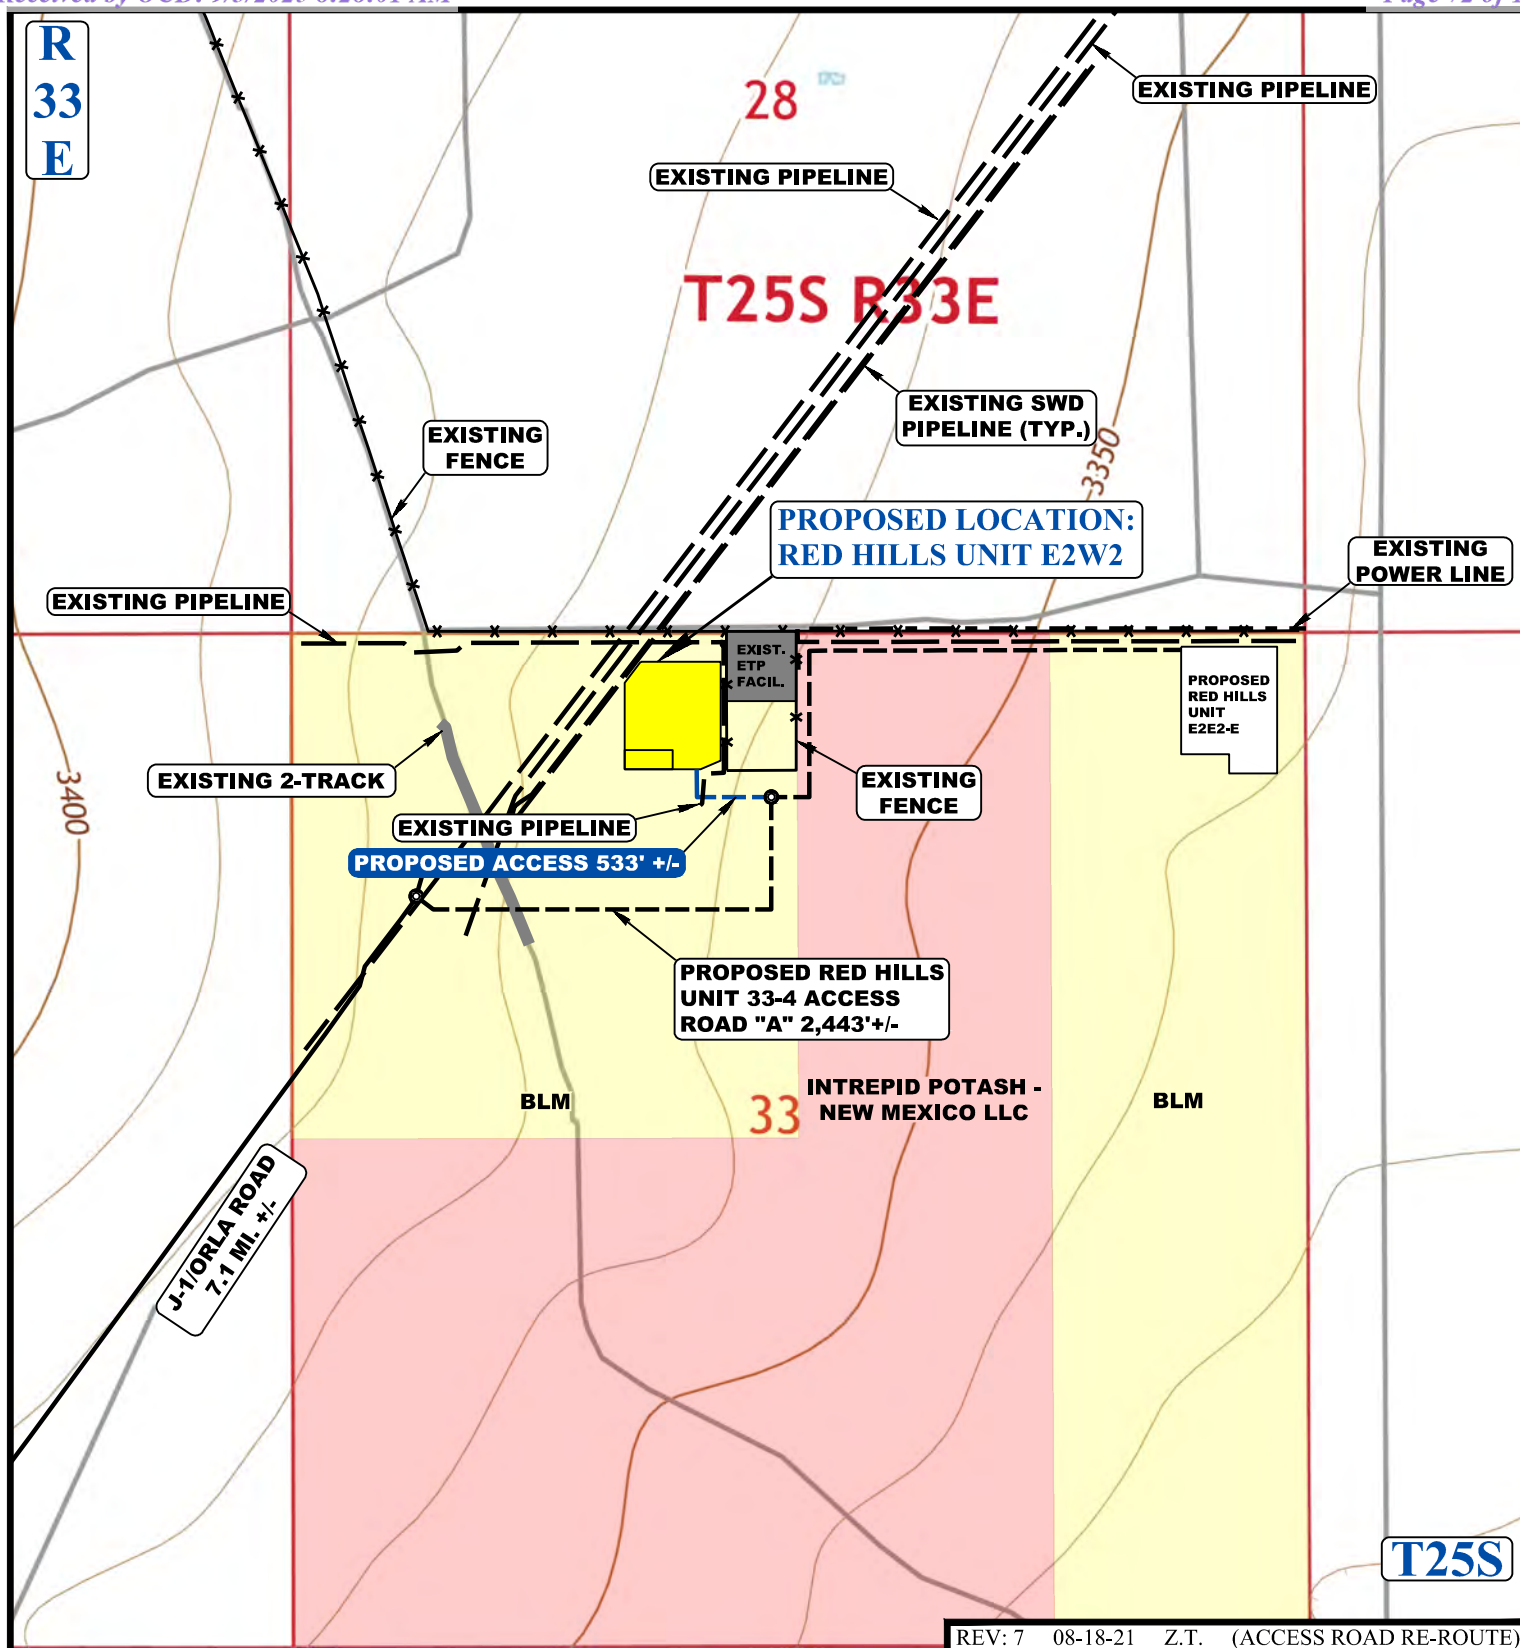 R
33
E
28
EXISTING PIPELINE
EXISTING PIPELINE
T25S R33E
EXISTING SWD
PIPELINE (TYP.)
3350
EXISTING
FENCE
PROPOSED LOCATION:
RED HILLS UNIT E2W2
EXISTING
POWER LINE
EXISTING PIPELINE
EXIST.
ETP
FACIL.
PROPOSED
RED HILLS
UNIT
E2E2-E
EXISTING 2-TRACK
3400
EXISTING
FENCE
EXISTING PIPELINE
PROPOSED ACCESS 533' +/-
PROPOSED RED HILLS
UNIT 33-4 ACCESS
ROAD "A" 2,443'+/-
BLM
33
INTREPID POTASH -
NEW MEXICO LLC
BLM
J-1/ORLA ROAD
7.1 MI. +/-
T25S
REV: 7 08-18-21 Z.T. (ACCESS ROAD RE-ROUTE)